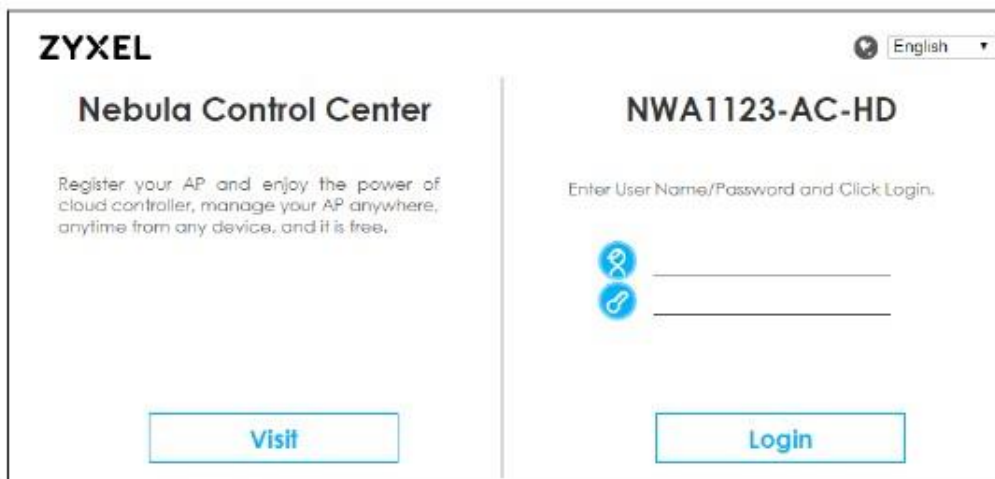 ZYXEL
English
Nebula Control Center
Register your AP and enjoy the power of
cloud controller, manage your AP anywhere,
anytime from any device, and it is free.
Visit
NWA1123-AC-HD
Enter User Name/Password and Click Login.
Login